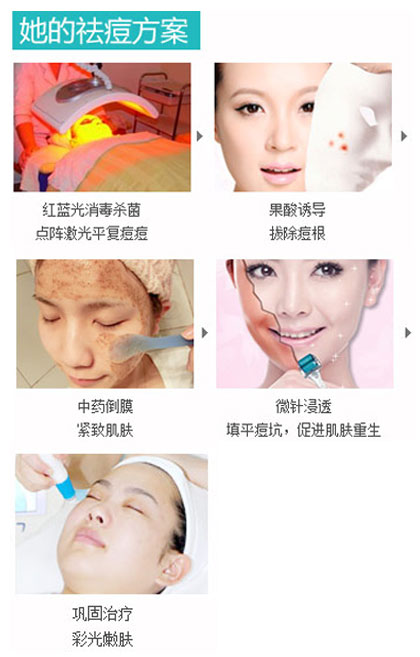 她的祛痘方案
红蓝光消毒杀菌
点阵激光平复痘痘
果酸诱导
拔除痘根
中药倒膜
紧致肌肤
微针浸透
填平痘坑，促进肌肤重生
巩固治疗
彩光嫩肤